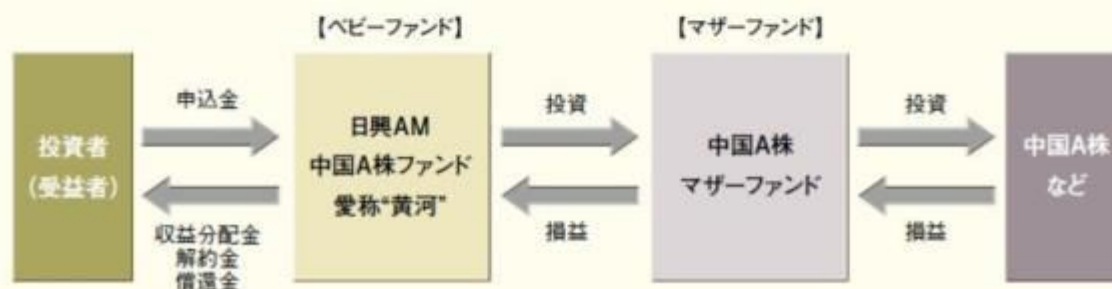 【ベビーファンド】
【マザーファンド】
投資者
(受益者)
申込金
収益分配金
解約金
償還金
日興AM
中国A株ファンド
愛称“黄河”
投資
損益
中国A株
マザーファンド
投資
損益
中国A株
など